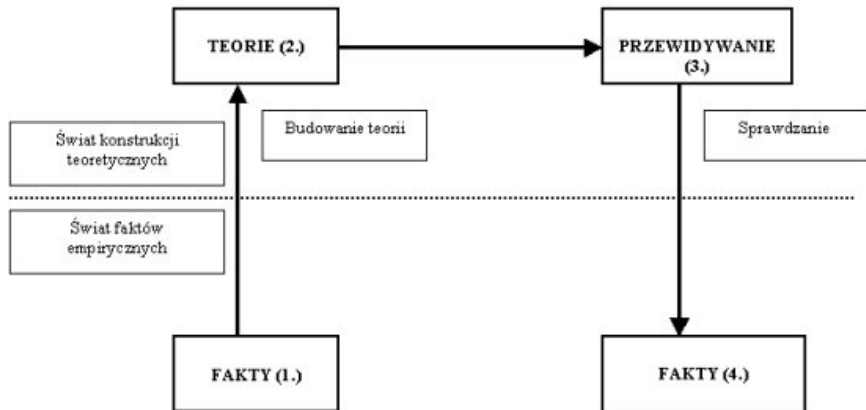 TEORIE (2.)
PRZEWIDYWANIE
(3.)
Budowanie teorii
Sprawdzanie
Świat konstrukcji
teoretycznych
Świat faktów
empirycznych
FAKTY (1.)
FAKTY (4.)